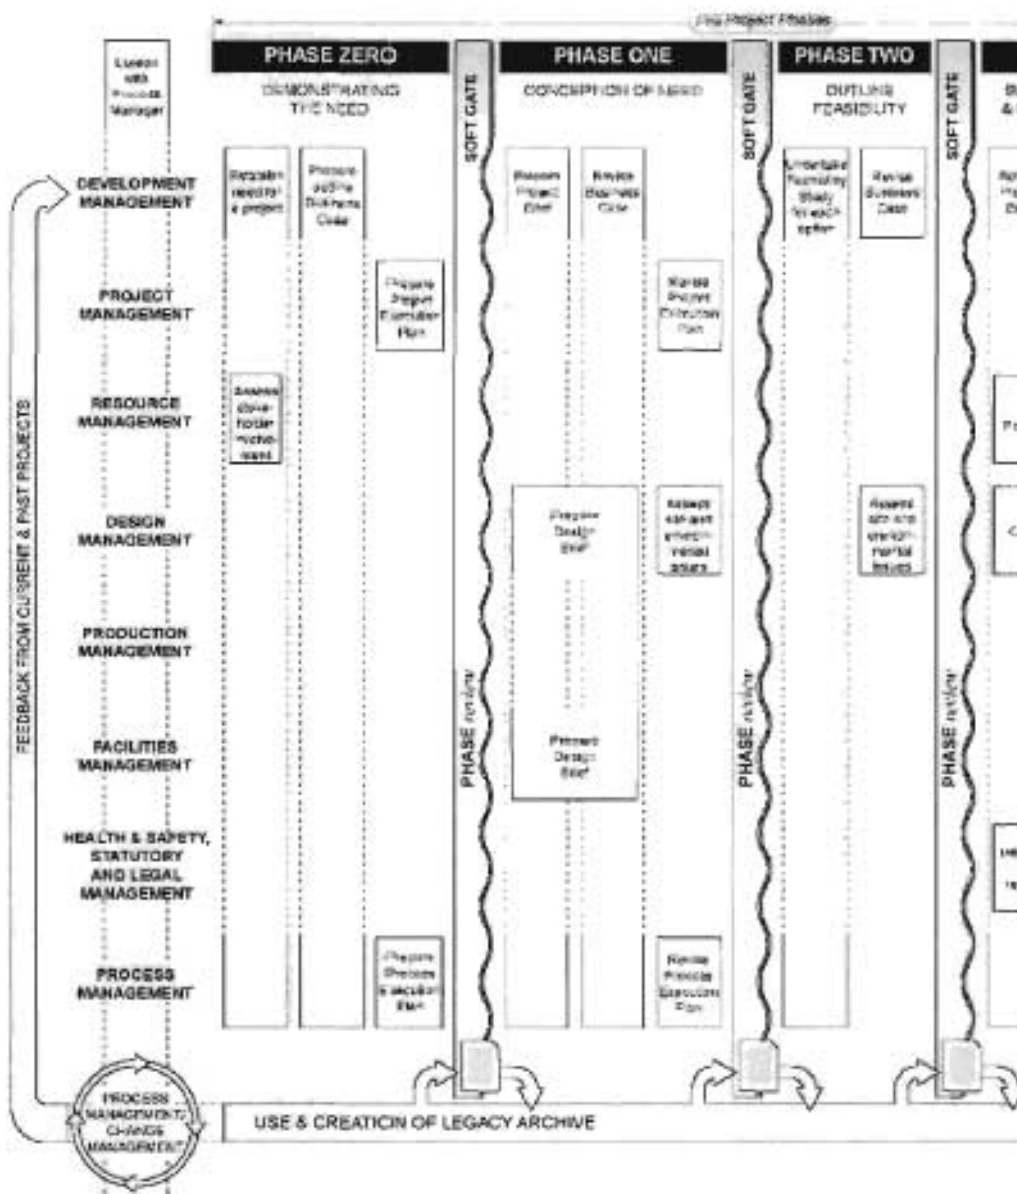 Pre Project Phases
PHASE ZERO
PHASE ONE
PHASE TWO
Liaison
with
Process
Manager
DEMONSTRATING
THE NEED
CONCEPTION OF NEED
OUTLINE
FEASIBILITY
SOFT GATE
SOFT GATE
SOFT GATE
DEVELOPMENT
MANAGEMENT
Establish
need for
a project
Prepare
outline
Business
Case
Prepare
Project
Brief
Revise
Business
Case
Undertake
Feasibility
Study
for each
option
Revise
Business
Case
PROJECT
MANAGEMENT
Prepare
Project
Execution
Plan
Revise
Project
Execution
Plan
RESOURCE
MANAGEMENT
Assess
stake-
holder
involve-
ment
DESIGN
MANAGEMENT
Prepare
Design
Brief
Assess
site and
environ-
mental
issues
Assess
site and
environ-
mental
issues
PRODUCTION
MANAGEMENT
FACILITIES
MANAGEMENT
Prepare
Design
Brief
HEALTH & SAFETY,
STATUTORY
AND LEGAL
MANAGEMENT
PROCESS
MANAGEMENT
Prepare
Process
Execution
Plan
Revise
Process
Execution
Plan
PHASE review
PHASE review
PHASE review
FEEDBACK FROM CURRENT & PAST PROJECTS
PROCESS
MANAGEMENT/
CHANGE
MANAGEMENT
USE & CREATION OF LEGACY ARCHIVE